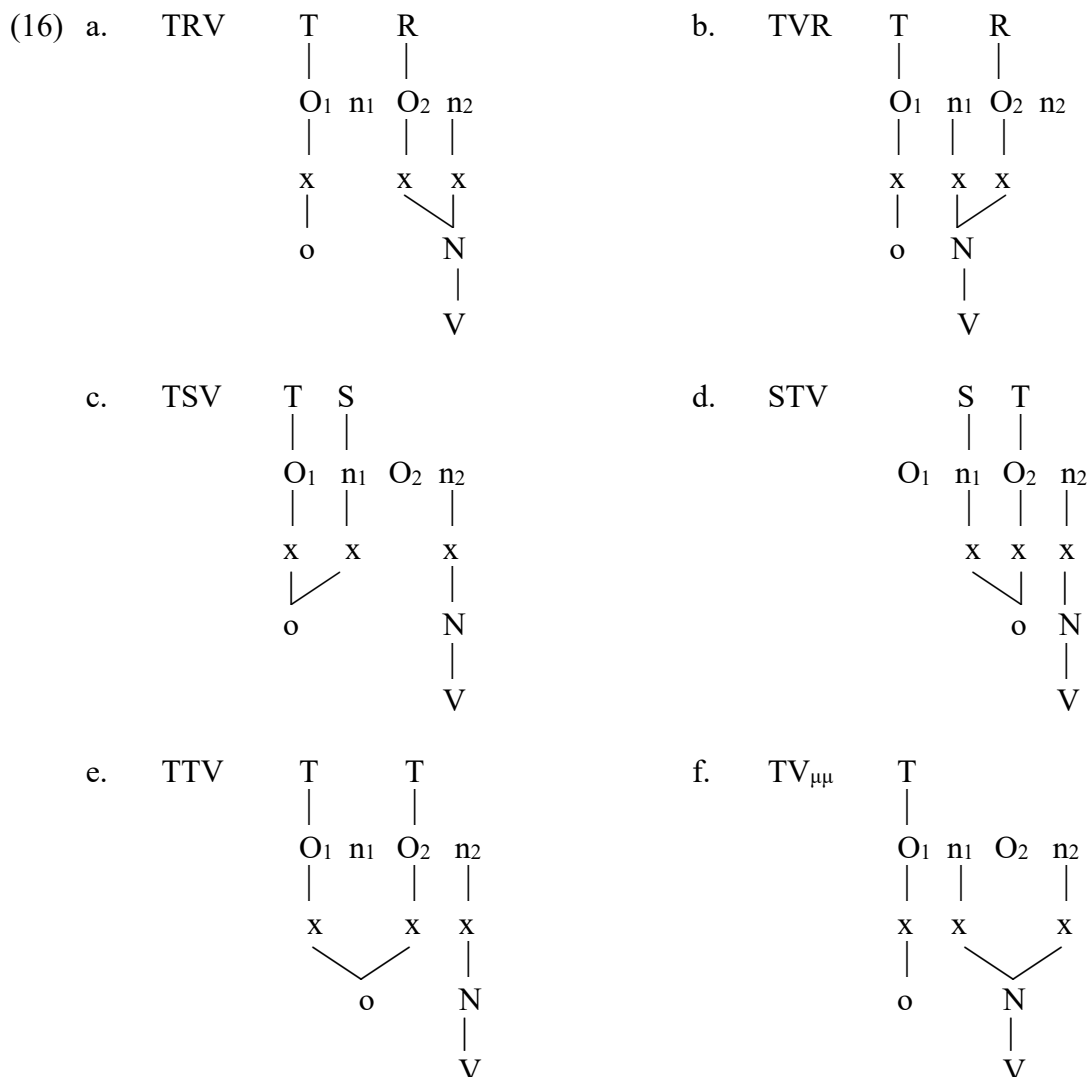 (16) a. TRV T R b. TVR T R
O₁ n₁ O₂ n₂ O₁ n₁ O₂ n₂
x x x x x x
o N o N
V V
c. TSV T S d. STV S T
O₁ n₁ O₂ n₂ O₁ n₁ O₂ n₂
x x x x x x
o N o N
V V
e. TTV T T f. TVμμ T
O₁ n₁ O₂ n₂ O₁ n₁ O₂ n₂
x x x x x x
o N o N
V V